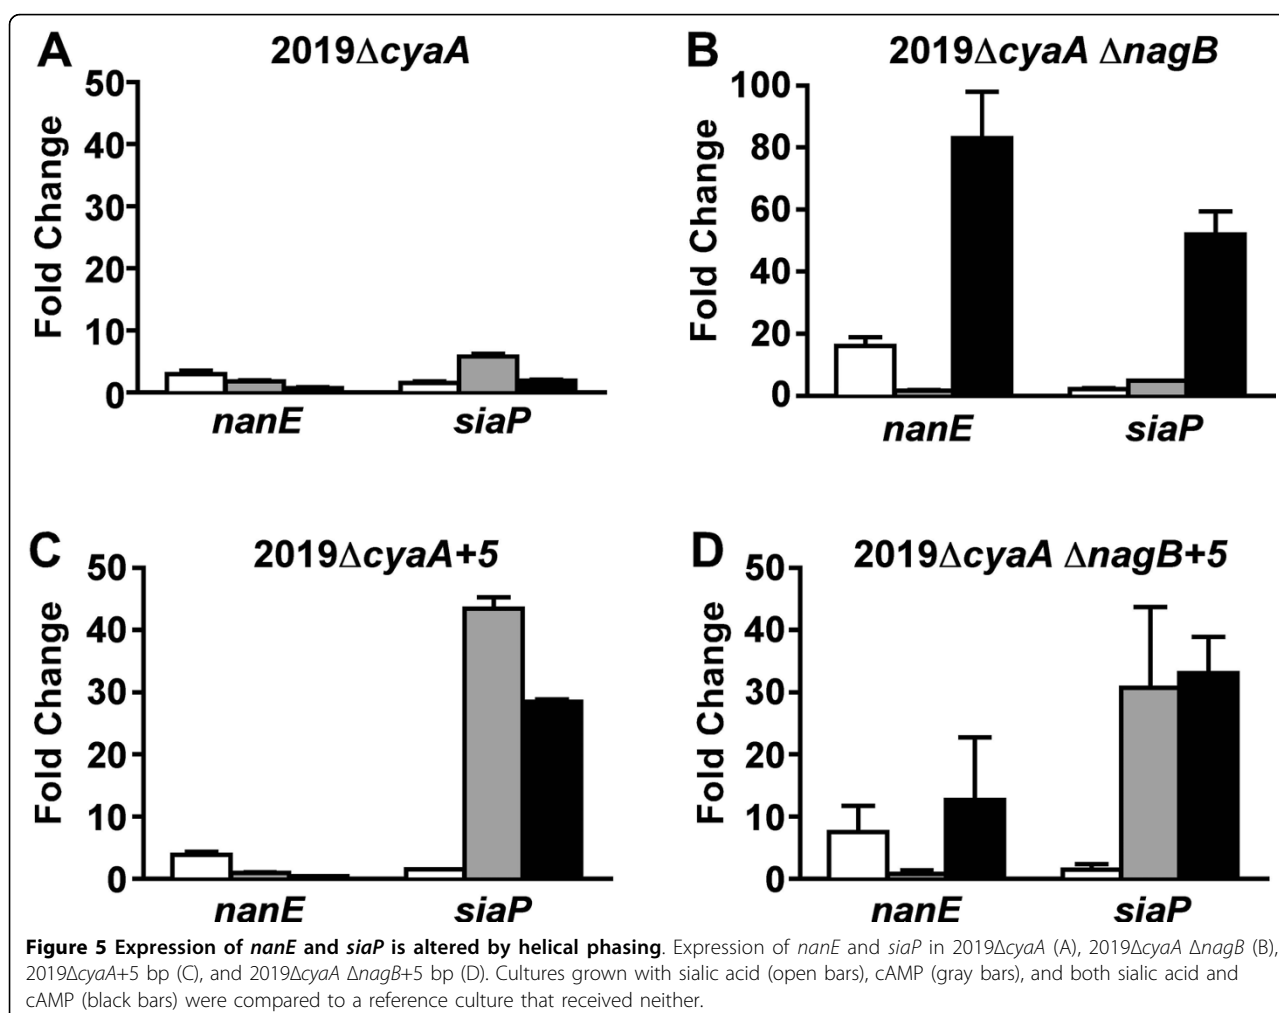 A
2019ΔcyaA
50
40
30
20
10
0
Fold Change
nanE
siaP
B
2019ΔcyaA ΔnagB
100
80
60
40
20
0
Fold Change
nanE
siaP
C
2019ΔcyaA+5
50
40
30
20
10
0
Fold Change
nanE
siaP
D
2019ΔcyaA ΔnagB+5
50
40
30
20
10
0
Fold Change
nanE
siaP
Figure 5 Expression of nanE and siaP is altered by helical phasing. Expression of nanE and siaP in 2019ΔcyaA (A), 2019ΔcyaA ΔnagB (B),
2019ΔcyaA+5 bp (C), and 2019ΔcyaA ΔnagB+5 bp (D). Cultures grown with sialic acid (open bars), cAMP (gray bars), and both sialic acid and
cAMP (black bars) were compared to a reference culture that received neither.